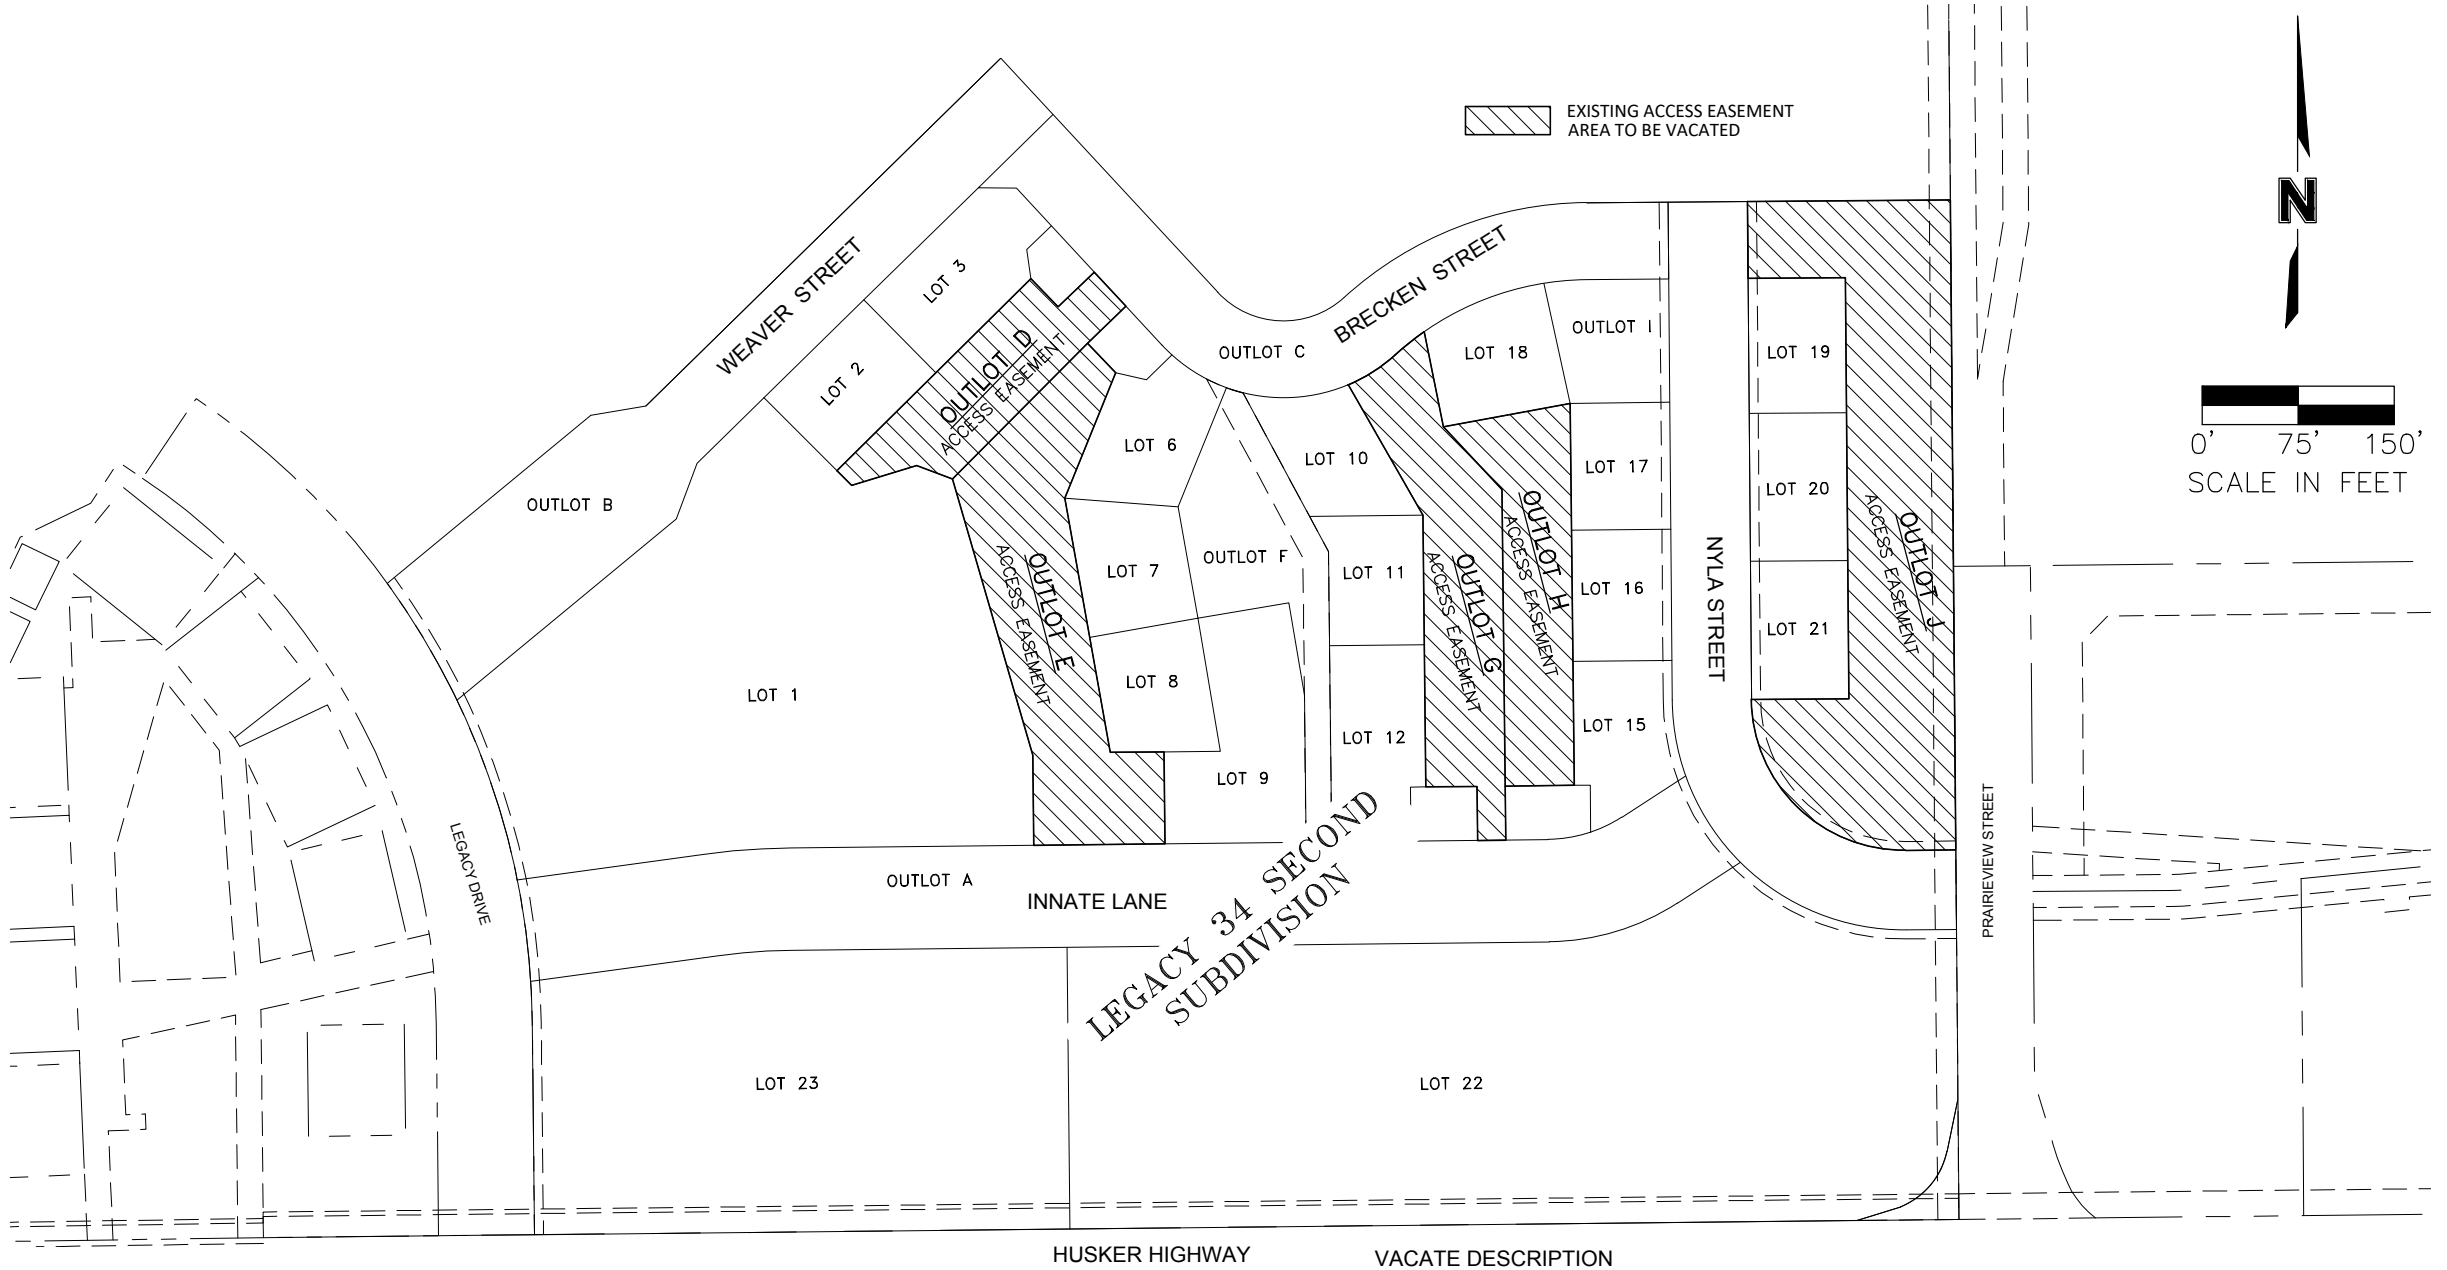 EXISTING ACCESS EASEMENT
AREA TO BE VACATED
N
0' 75' 150'
SCALE IN FEET
WEAVER STREET
BRECKEN STREET
LOT 3
LOT 2
OUTLOT D
ACCESS EASEMENT
OUTLOT C
LOT 18
OUTLOT I
LOT 19
LOT 6
LOT 10
LOT 17
LOT 20
OUTLOT B
OUTLOT E
ACCESS EASEMENT
LOT 7
OUTLOT F
LOT 11
OUTLOT G
ACCESS EASEMENT
OUTLOT H
ACCESS EASEMENT
LOT 16
NYLA STREET
LOT 21
OUTLOT J
ACCESS EASEMENT
LOT 1
LOT 8
LOT 12
LOT 15
LOT 9
LEGACY DRIVE
PRAIRIEVIEW STREET
OUTLOT A
INNATE LANE
LEGACY 34 SECOND
SUBDIVISION
LOT 23
LOT 22
HUSKER HIGHWAY
VACATE DESCRIPTION